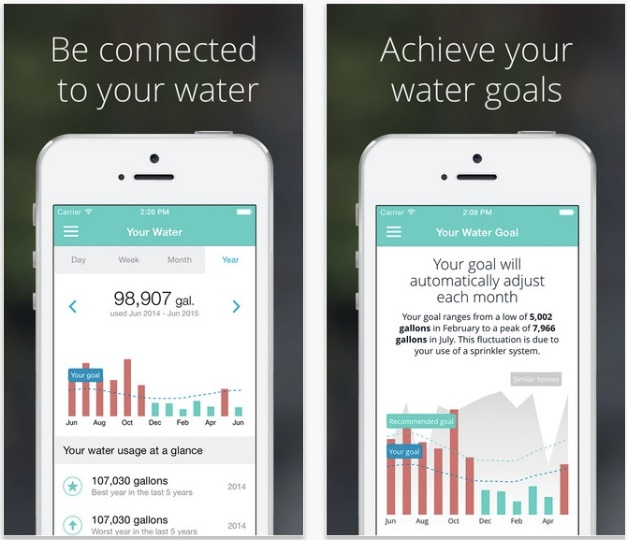 Be connected
to your water
Carrier 2:26 PM
Your Water
Day Week Month Year
98,907 gal.
used Jun 2014 - Jun 2015
Your goal
Jun Aug Oct Dec Feb Apr Jun
Your water usage at a glance
107,030 gallons
Best year in the last 5 years
2014
107,030 gallons
Worst year in the last 5 years
2014
Achieve your
water goals
Carrier 2:09 PM
Your Water Goal
Your goal will
automatically adjust
each month
Your goal ranges from a low of 5,002
gallons in February to a peak of 7,966
gallons in July. This fluctuation is due to
your use of a sprinkler system.
Similar homes
Recommended goal
Your goal
Jun Aug Oct Dec Feb Apr